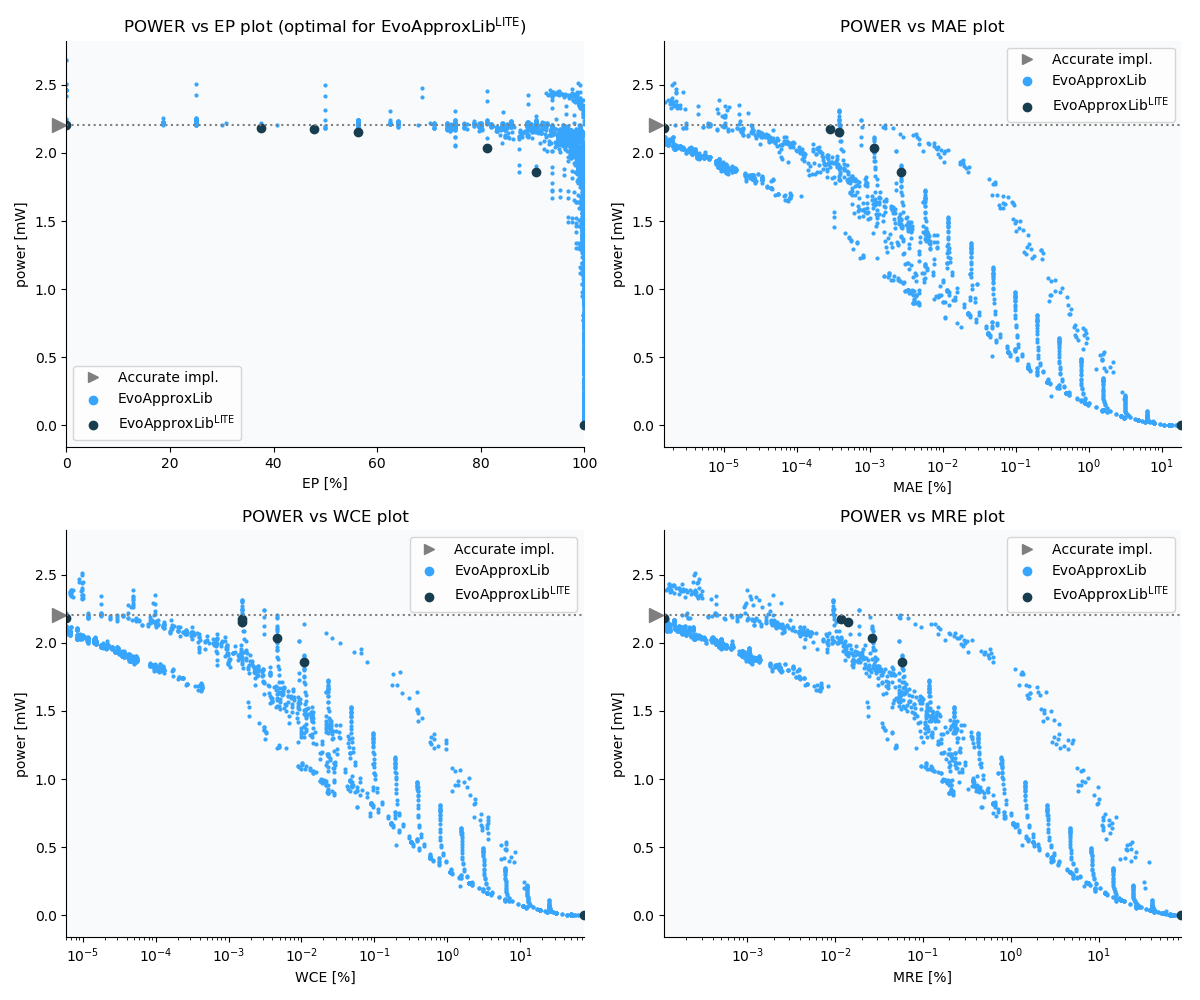 POWER vs EP plot (optimal for EvoApproxLib^LITE)
power [mW]
2.5
2.0
1.5
1.0
0.5
0.0
Accurate impl.
EvoApproxLib
EvoApproxLib^LITE
0 20 40 60 80 100
EP [%]
POWER vs MAE plot
power [mW]
2.5
2.0
1.5
1.0
0.5
0.0
Accurate impl.
EvoApproxLib
EvoApproxLib^LITE
10^-5 10^-4 10^-3 10^-2 10^-1 10^0 10^1
MAE [%]
POWER vs WCE plot
power [mW]
2.5
2.0
1.5
1.0
0.5
0.0
Accurate impl.
EvoApproxLib
EvoApproxLib^LITE
10^-5 10^-4 10^-3 10^-2 10^-1 10^0 10^1
WCE [%]
POWER vs MRE plot
power [mW]
2.5
2.0
1.5
1.0
0.5
0.0
Accurate impl.
EvoApproxLib
EvoApproxLib^LITE
10^-3 10^-2 10^-1 10^0 10^1
MRE [%]